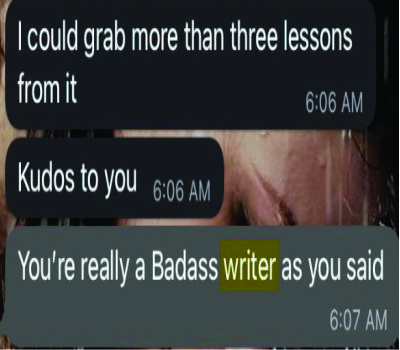 I could grab more than three lessons
from it
6:06 AM
Kudos to you 6:06 AM
You're really a Badass writer as you said
6:07 AM